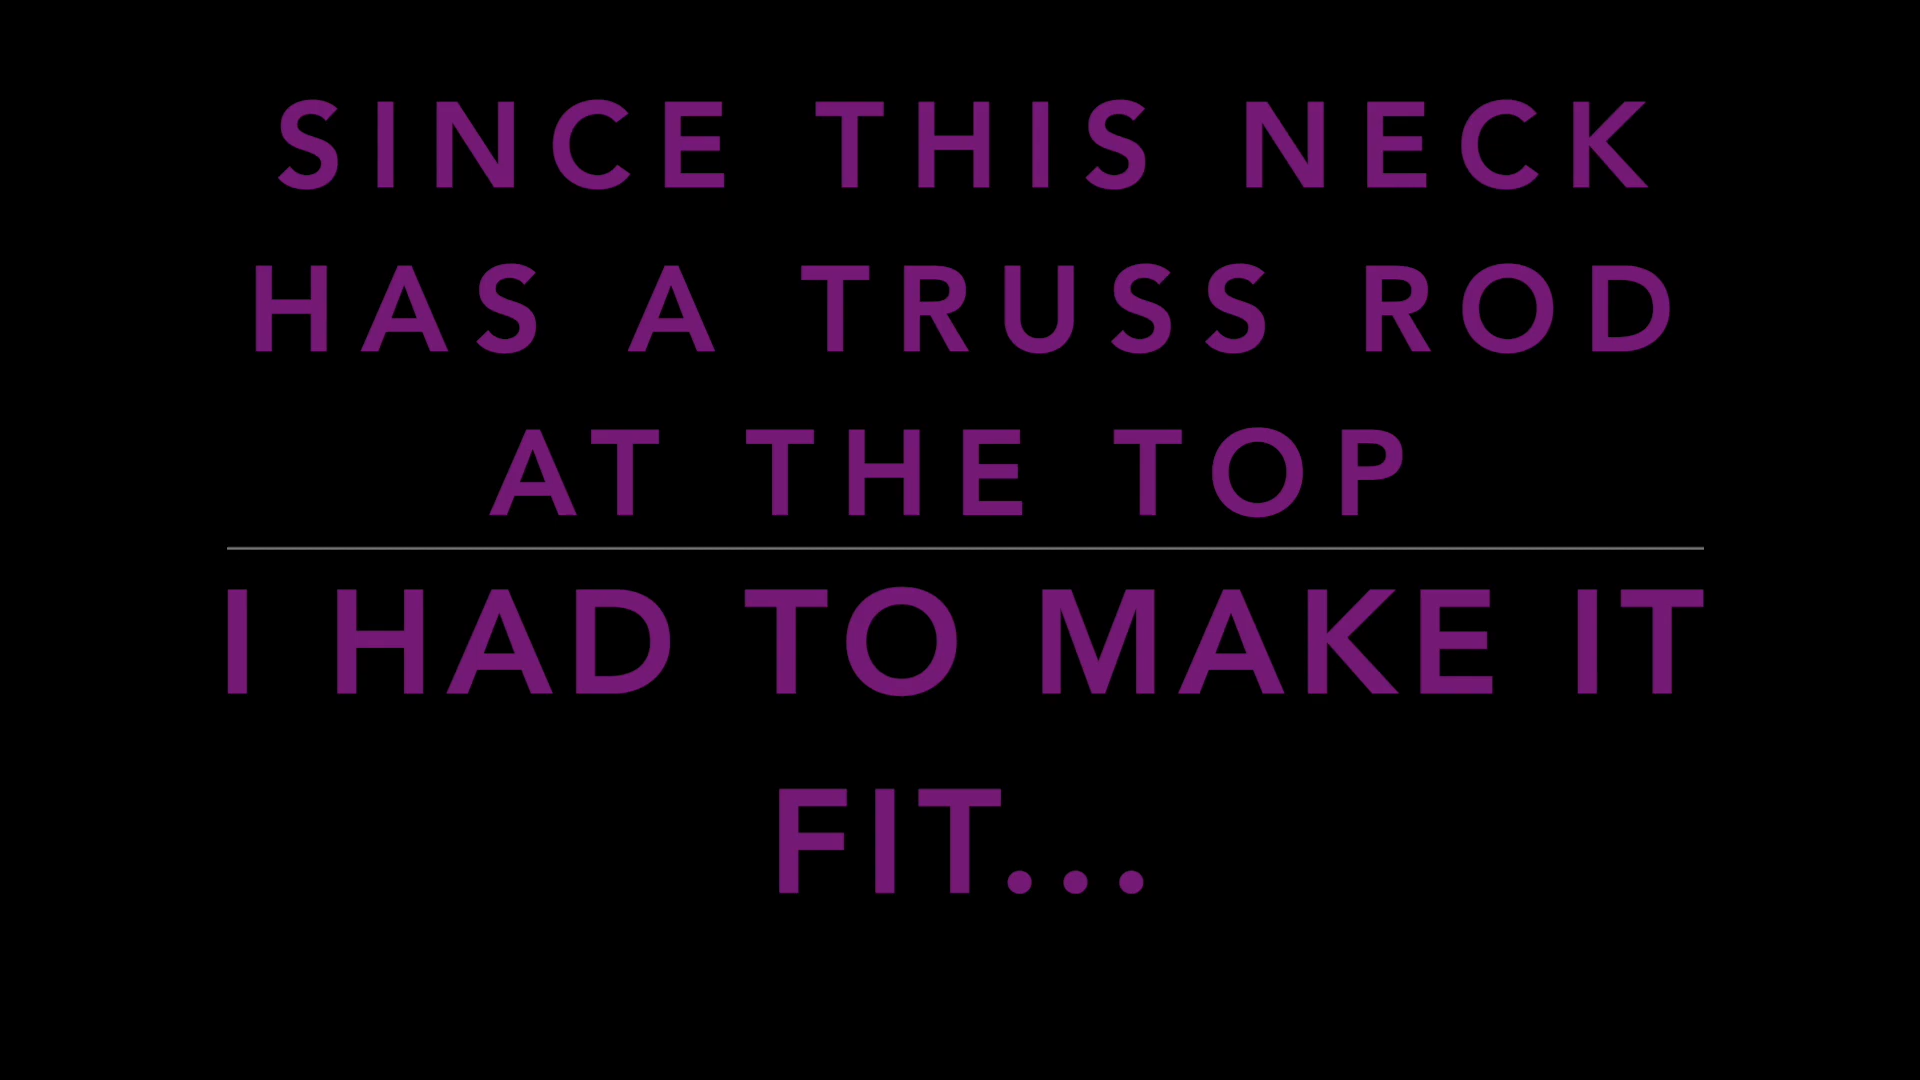 SINCE THIS NECK
HAS A TRUSS ROD
AT THE TOP
I HAD TO MAKE IT
FIT...